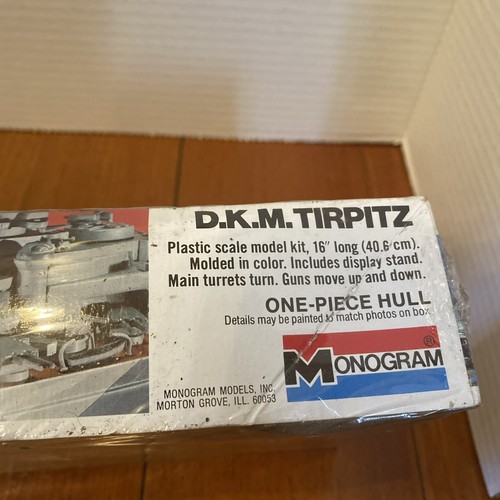 D.K.M. TIRPITZ
Plastic scale model kit, 16" long (40.6 cm).
Molded in color. Includes display stand.
Main turrets turn. Guns move up and down.
ONE-PIECE HULL
Details may be painted to match photos on box.
MONOGRAM®
MONOGRAM MODELS, INC.
MORTON GROVE, ILL. 60053